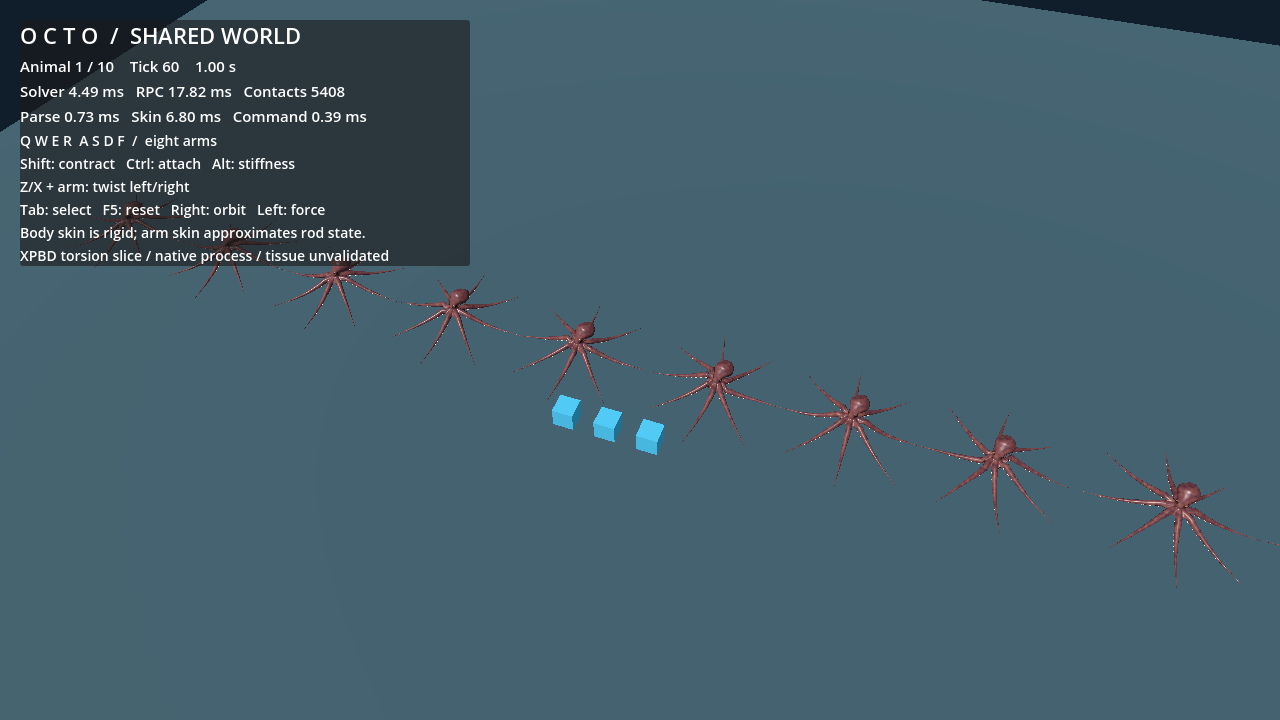 O C T O / SHARED WORLD
Animal 1 / 10 Tick 60 1.00 s
Solver 4.49 ms RPC 17.82 ms Contacts 5408
Parse 0.73 ms Skin 6.80 ms Command 0.39 ms
Q W E R A S D F / eight arms
Shift: contract Ctrl: attach Alt: stiffness
Z/X + arm: twist left/right
Tab: select F5: reset Right: orbit Left: force
Body skin is rigid; arm skin approximates rod state.
XPBD torsion slice / native process / tissue unvalidated